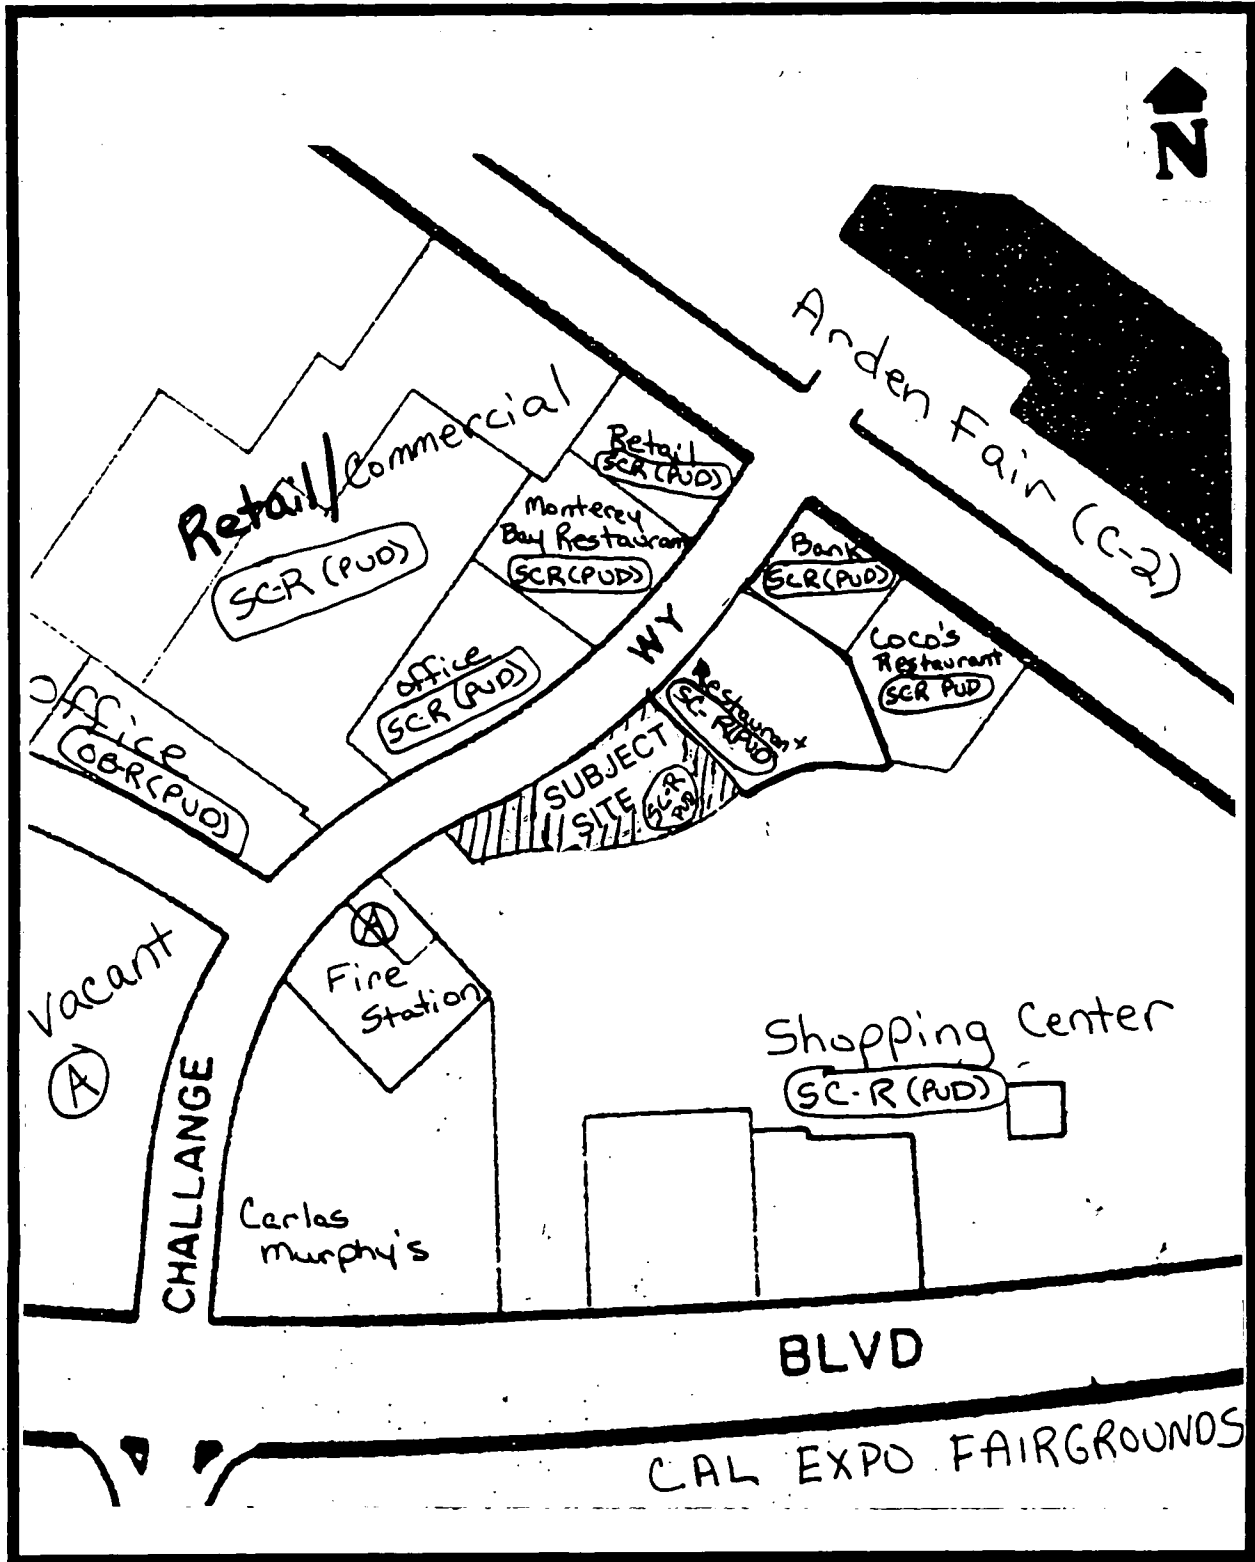 N
Arden Fair (C-2)
Retail/Commercial
SC-R (PUD)
Retail
SCR (PUD)
Monterey
Bay Restaurant
SCR (PUD)
Bank
SCR (PUD)
Coco's
Restaurant
SCR PUD
WY
Office
SC-R (PUD)
Restaurant
SC-R (PUD)
SUBJECT
SITE
SC-R
PUD
Office
OB-R (PUD)
Vacant
A
A
Fire
Station
CHALLANGE
Shopping Center
SC-R (PUD)
Carlos
Murphy's
BLVD
CAL EXPO FAIRGROUNDS